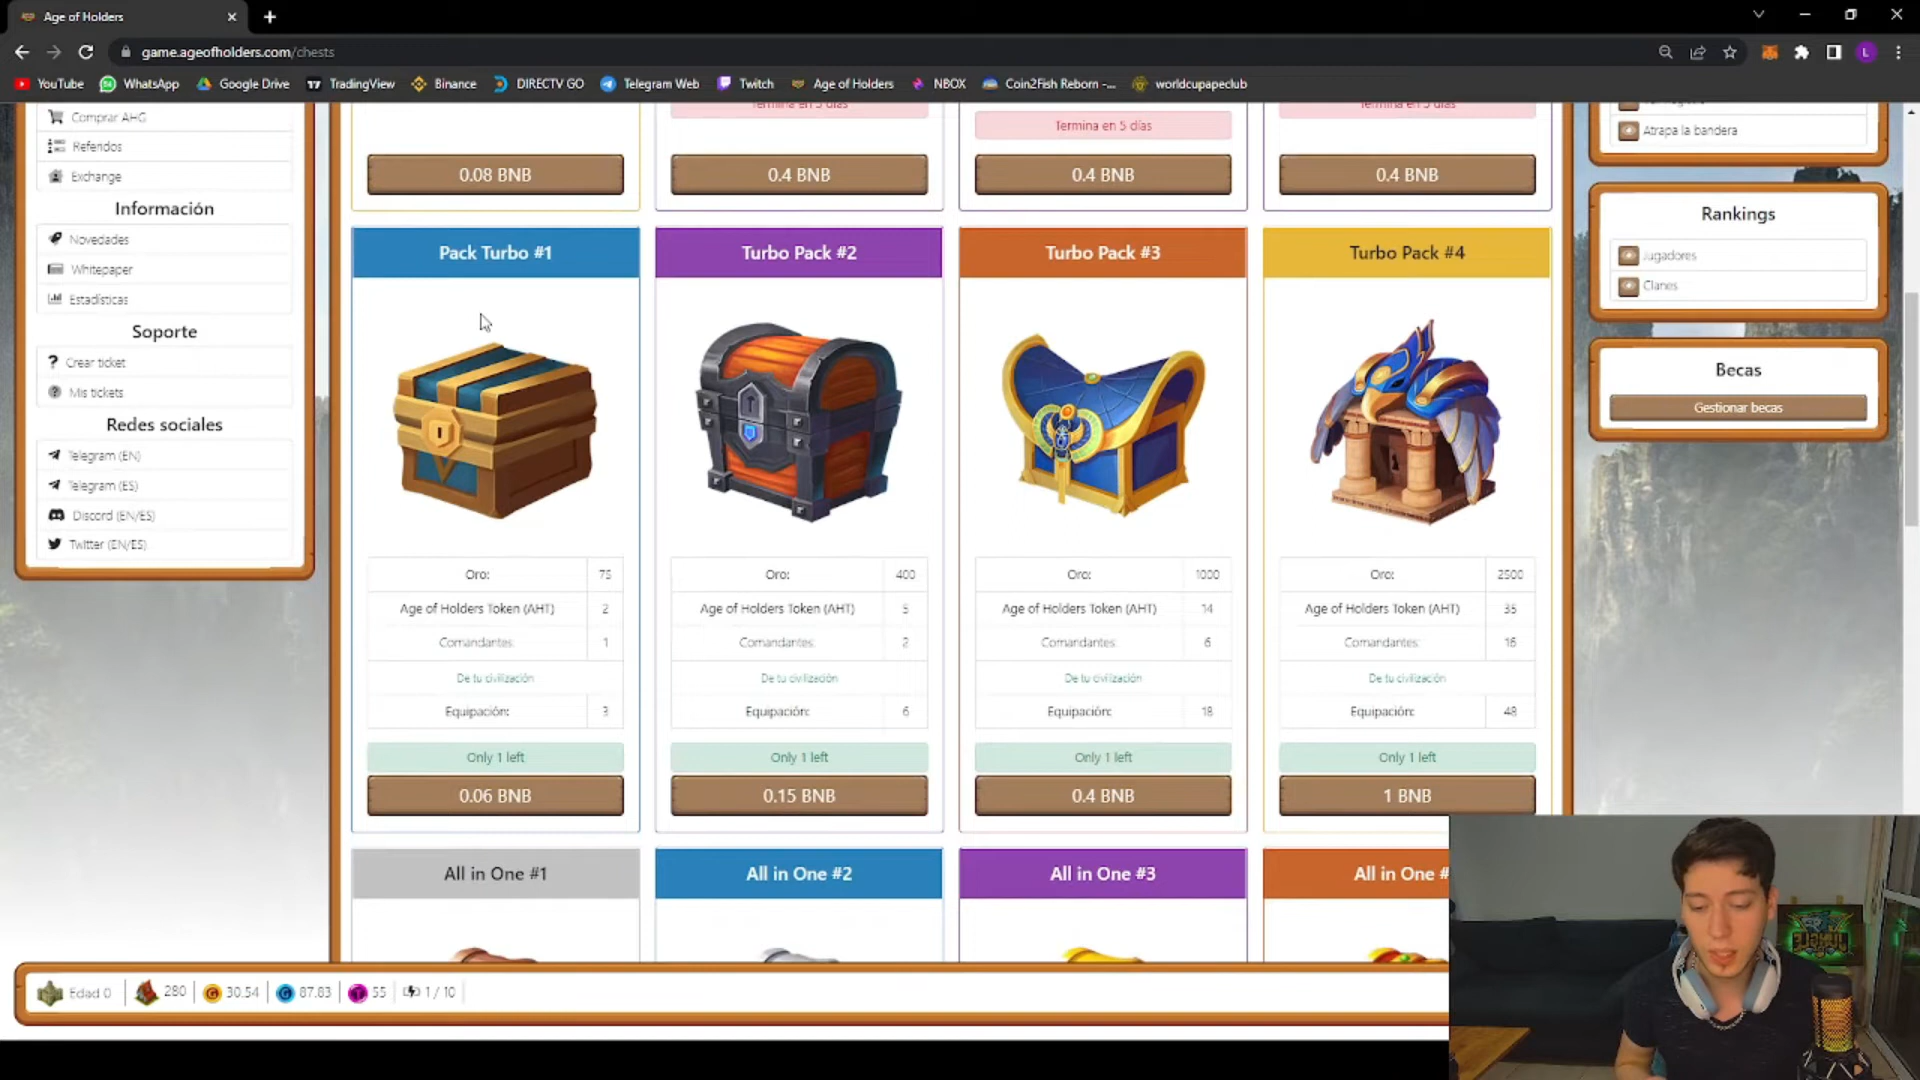 Age of Holders
game.ageofholders.com/chests
YouTube WhatsApp Google Drive TradingView Binance DIRECTV GO Telegram Web Twitch Age of Holders NBOX Coin2Fish Reborn -... worldcupapeclub
Comprar AHG
Referidos
Exchange
Información
Novedades
Whitepaper
Estadísticas
Soporte
Crear ticket
Mis tickets
Redes sociales
Telegram (EN)
Telegram (ES)
Discord (EN/ES)
Twitter (EN/ES)
Termina en 5 días
Termina en 5 días
Termina en 5 días
0.08 BNB
0.4 BNB
0.4 BNB
0.4 BNB
Pack Turbo #1
Oro: 75
Age of Holders Token (AHT) 2
Comandantes: 1
De tu civilización
Equipación: 3
Only 1 left
0.06 BNB
Turbo Pack #2
Oro: 400
Age of Holders Token (AHT) 5
Comandantes: 2
De tu civilización
Equipación: 6
Only 1 left
0.15 BNB
Turbo Pack #3
Oro: 1000
Age of Holders Token (AHT) 14
Comandantes: 6
De tu civilización
Equipación: 18
Only 1 left
0.4 BNB
Turbo Pack #4
Oro: 2500
Age of Holders Token (AHT) 35
Comandantes: 16
De tu civilización
Equipación: 48
Only 1 left
1 BNB
All in One #1
All in One #2
All in One #3
All in One #
Atrapa la bandera
Rankings
Jugadores
Clanes
Becas
Gestionar becas
Edad 0 280 30.54 87.83 55 1 / 10
JUNGLE